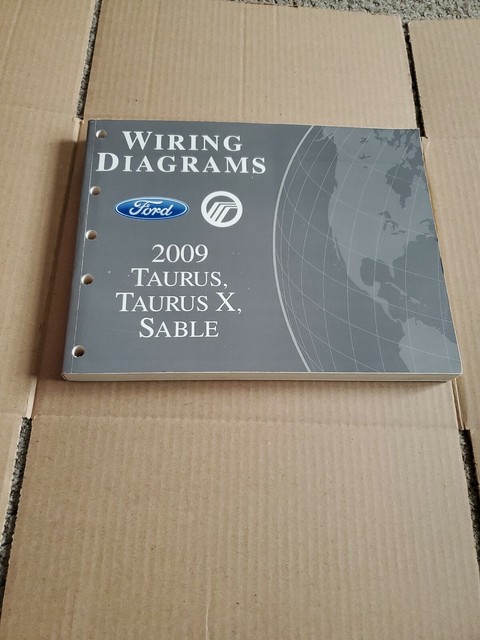 WIRING
DIAGRAMS
Ford
2009
TAURUS,
TAURUS X,
SABLE